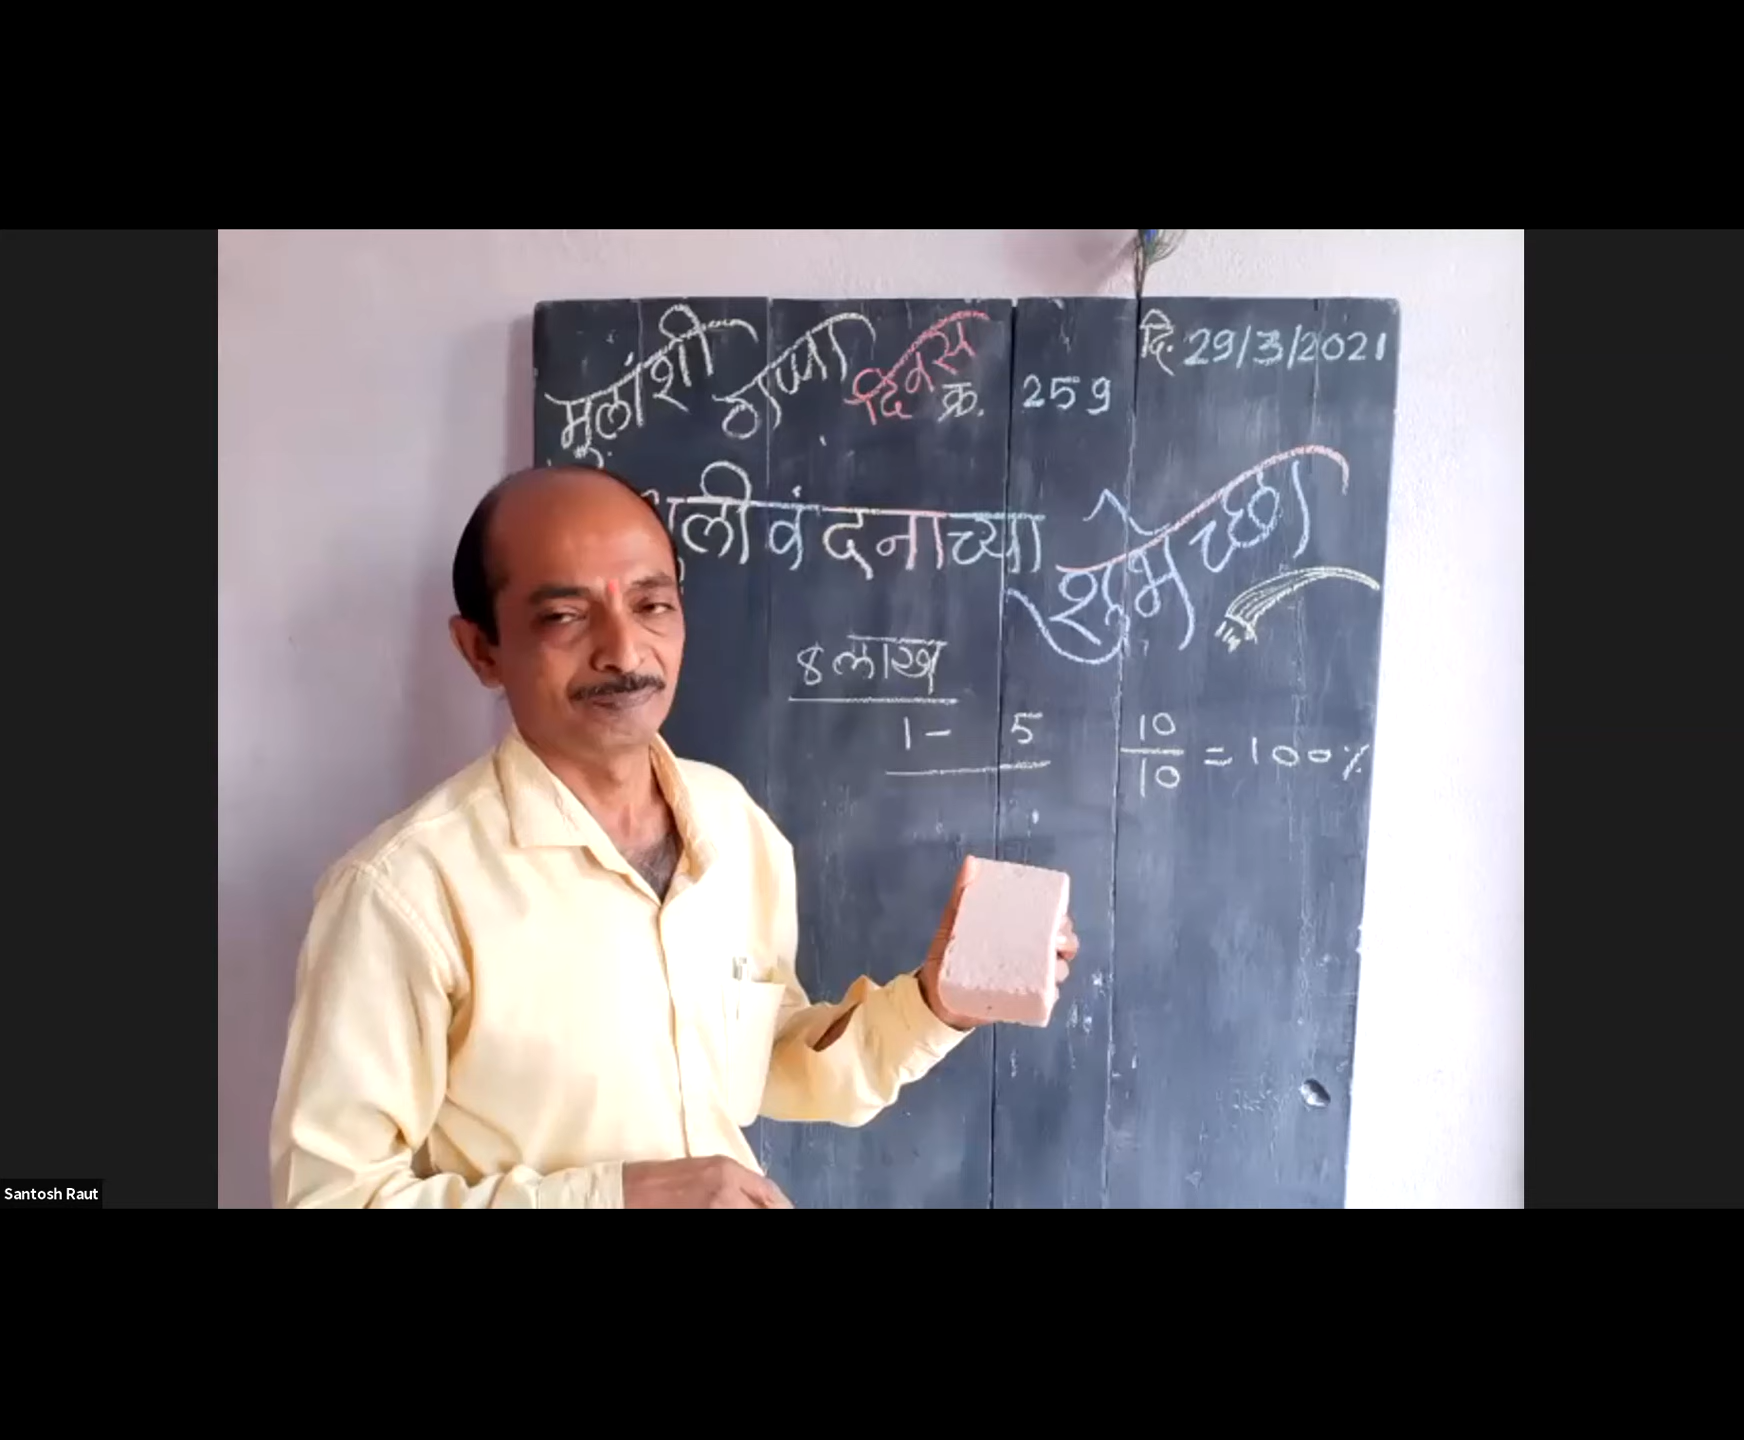 मुलांशी गप्पा दिवस क्र. 259
दि. 29/3/2021
लीवंदनाच्या शुभेच्छा
8 लाख
1 - 5
10
10 = 100%
Santosh Raut